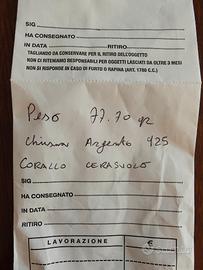 SIG.
HA CONSEGNATO
IN DATA RITIRO
TAGLIANDO DA CONSERVARE PER IL RITIRO DELL'OGGETTO
NON CI RITENIAMO RESPONSABILI PER OGGETTI LASCIATI DA OLTRE 3 MESI
NON SI RISPONDE IN CASO DI FURTO O RAPINA (ART. 1780 C.C.)
Peso 77.70 gr
Chiusura Argento 925
CORALLO CERASUOLO
SIG.
HA CONSEGNATO
IN DATA
RITIRO
LAVORAZIONE €